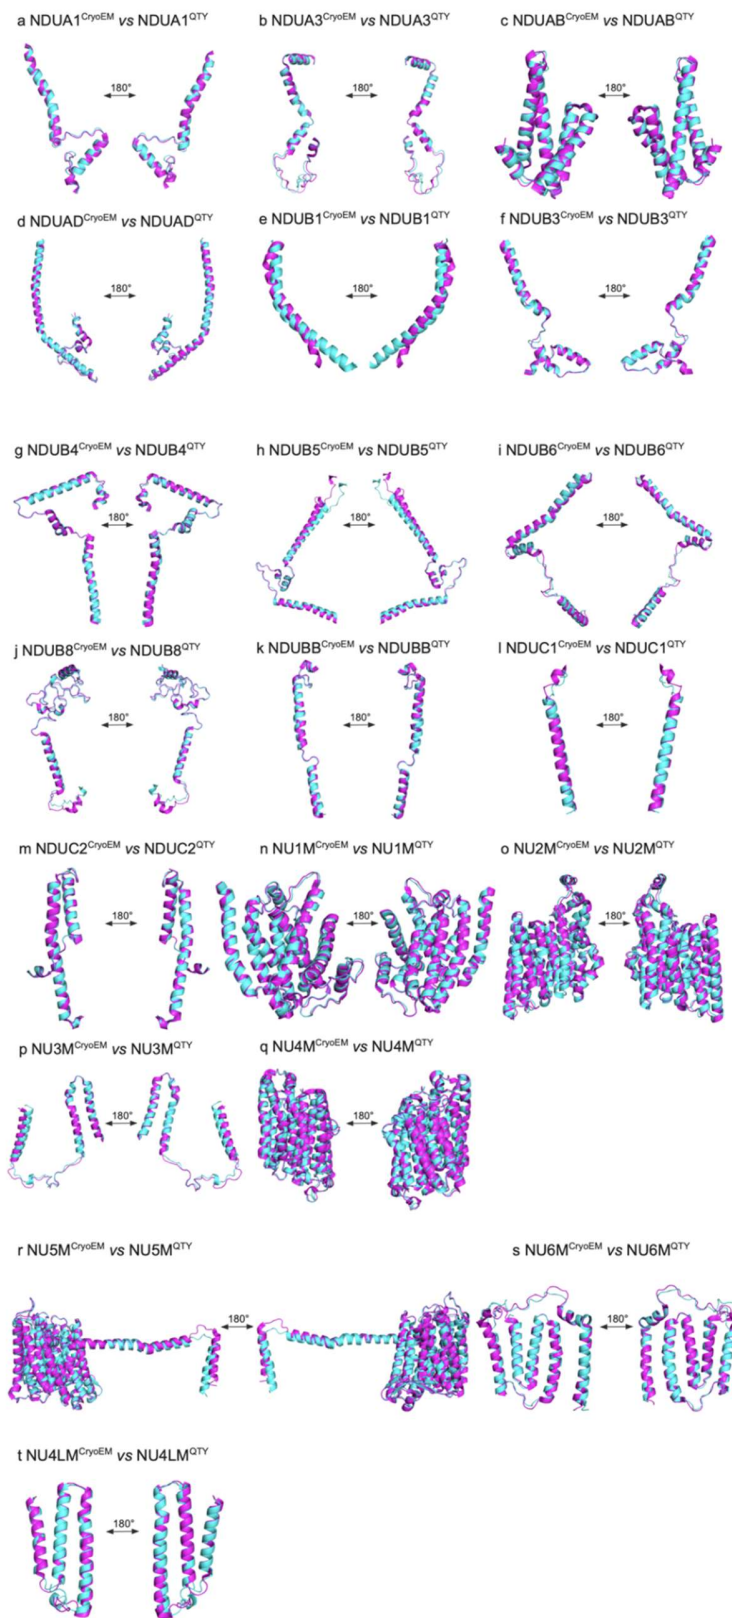 a NDUA1CryoEM vs NDUA1QTY
b NDUA3CryoEM vs NDUA3QTY
c NDUABCryoEM vs NDUABQTY
180°
180°
180°
d NDUADCryoEM vs NDUADQTY
e NDUB1CryoEM vs NDUB1QTY
f NDUB3CryoEM vs NDUB3QTY
180°
180°
180°
g NDUB4CryoEM vs NDUB4QTY
h NDUB5CryoEM vs NDUB5QTY
i NDUB6CryoEM vs NDUB6QTY
180°
180°
180°
j NDUB8CryoEM vs NDUB8QTY
k NDUBBCryoEM vs NDUBBQTY
l NDUC1CryoEM vs NDUC1QTY
180°
180°
180°
m NDUC2CryoEM vs NDUC2QTY
n NU1MCryoEM vs NU1MQTY
o NU2MCryoEM vs NU2MQTY
180°
180°
180°
p NU3MCryoEM vs NU3MQTY
q NU4MCryoEM vs NU4MQTY
180°
180°
r NU5MCryoEM vs NU5MQTY
s NU6MCryoEM vs NU6MQTY
180°
180°
t NU4LMCryoEM vs NU4LMQTY
180°